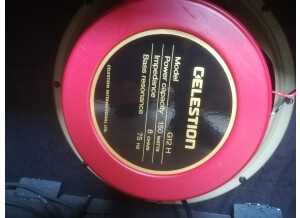 CELESTION
Model G12 H
Power capacity 150 WATTS
Impedance 8 OHMS
Bass resonance 75 Hz
CELESTION INTERNATIONAL LTD.